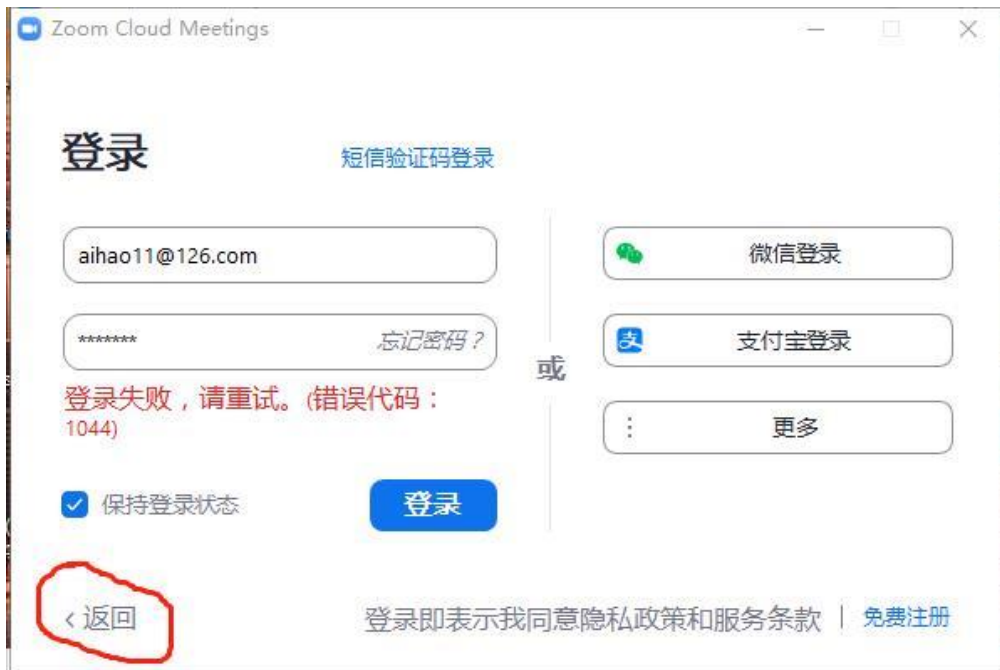 Zoom Cloud Meetings
登录
短信验证码登录
aihao11@126.com
******* 忘记密码？
登录失败，请重试。(错误代码：
1044)
保持登录状态
登录
或
微信登录
支付宝登录
更多
返回
登录即表示我同意隐私政策和服务条款 | 免费注册